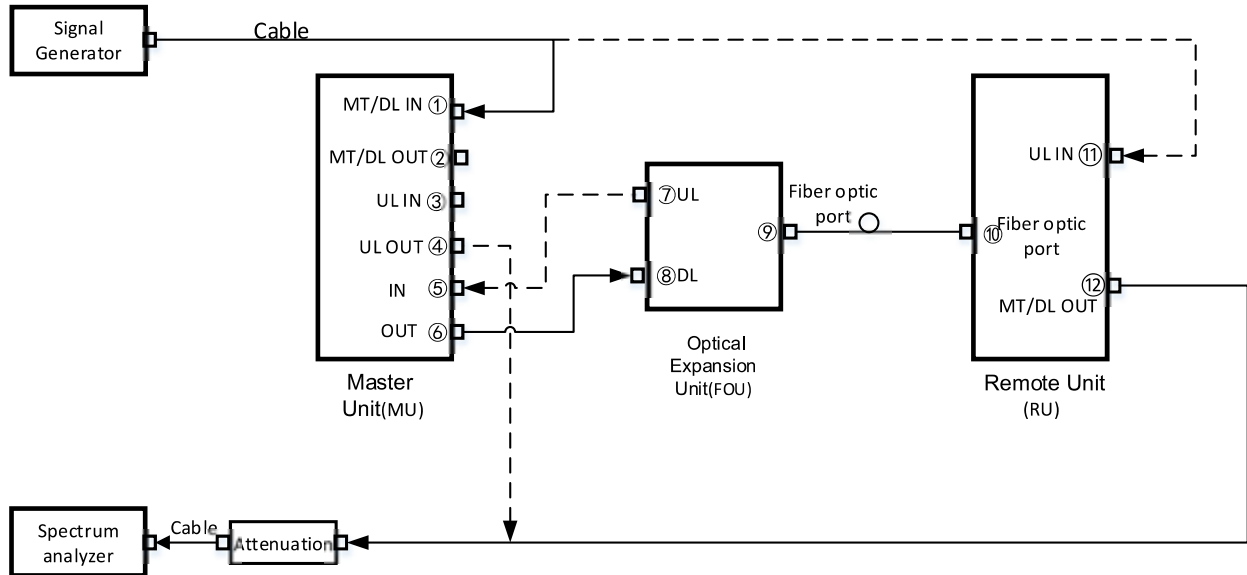 Signal
Generator
Cable
MT/DL IN ①
MT/DL OUT ②
UL IN ③
UL OUT ④
IN ⑤
OUT ⑥
Master
Unit(MU)
⑦UL
⑧DL
⑨
Optical
Expansion
Unit(FOU)
Fiber optic
port
⑩Fiber optic
port
UL IN ⑪
⑫
MT/DL OUT
Remote Unit
(RU)
Spectrum
analyzer
Cable
Attenuation